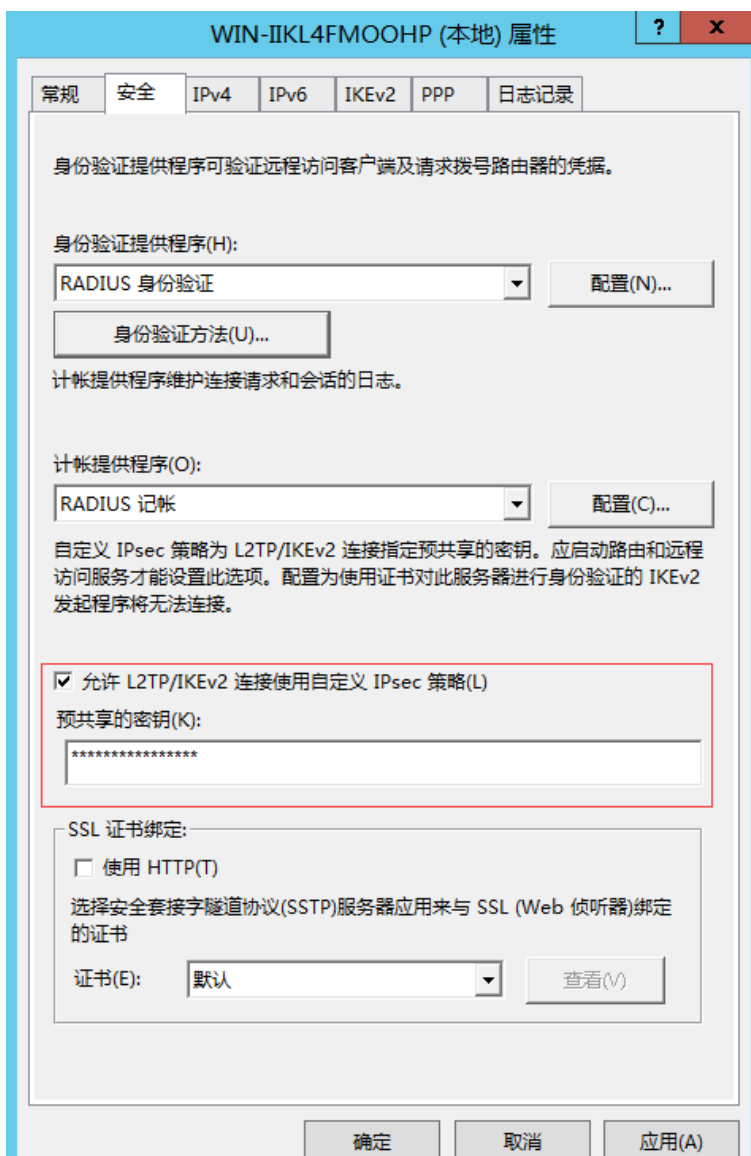 WIN-IIKL4FMOOHP (本地) 属性
?
x
常规
安全
IPv4
IPv6
IKEv2
PPP
日志记录
身份验证提供程序可验证远程访问客户端及请求拨号路由器的凭据。
身份验证提供程序(H):
RADIUS 身份验证
配置(N)...
身份验证方法(U)...
计帐提供程序维护连接请求和会话的日志。
计帐提供程序(O):
RADIUS 记帐
配置(C)...
自定义 IPsec 策略为 L2TP/IKEv2 连接指定预共享的密钥。应启动路由和远程
访问服务才能设置此选项。配置为使用证书对此服务器进行身份验证的 IKEv2
发起程序将无法连接。
允许 L2TP/IKEv2 连接使用自定义 IPsec 策略(L)
预共享的密钥(K):
****************
SSL 证书绑定:
使用 HTTP(T)
选择安全套接字隧道协议(SSTP)服务器应用来与 SSL (Web 侦听器)绑定
的证书
证书(E):
默认
查看(V)
确定
取消
应用(A)